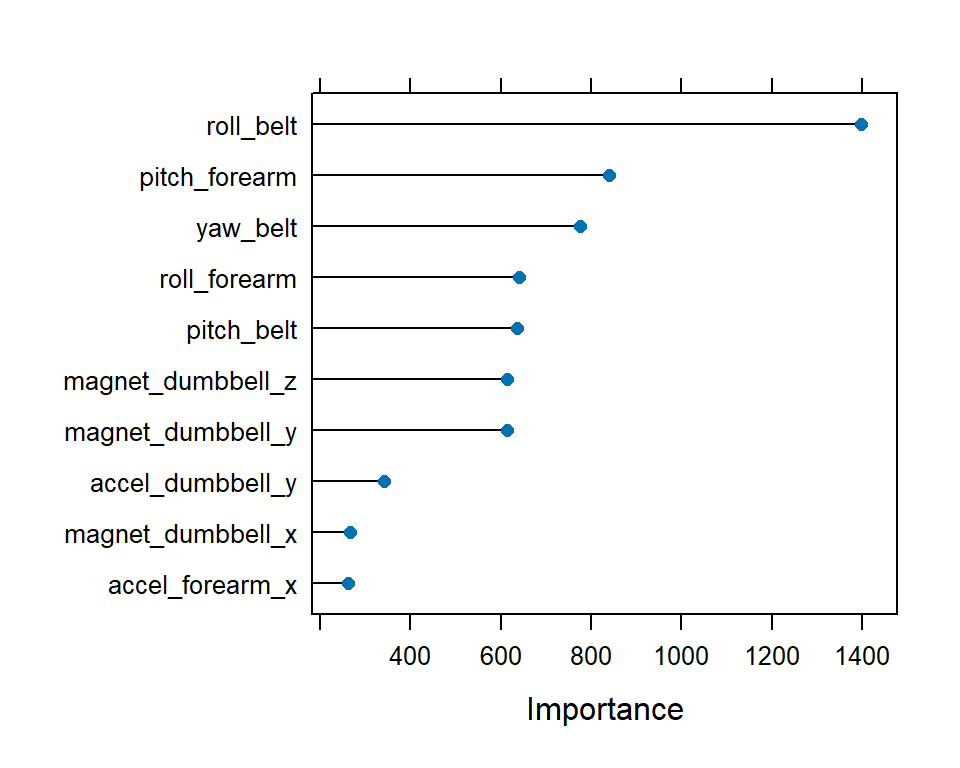 roll_belt
pitch_forearm
yaw_belt
roll_forearm
pitch_belt
magnet_dumbbell_z
magnet_dumbbell_y
accel_dumbbell_y
magnet_dumbbell_x
accel_forearm_x
400 600 800 1000 1200 1400
Importance